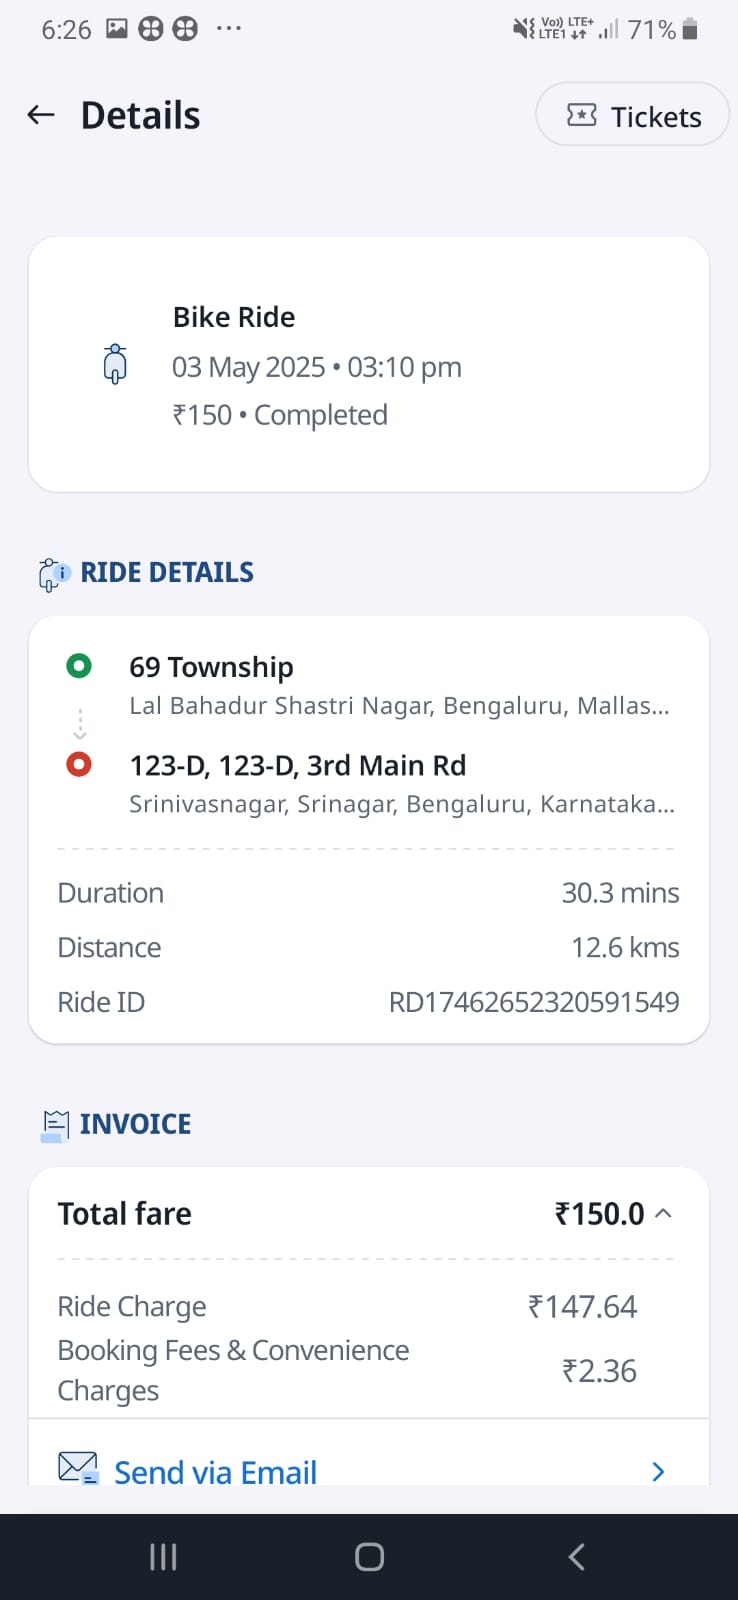 6:26
Vo)) LTE+
LTE1
71%
Details
Tickets
Bike Ride
03 May 2025 • 03:10 pm
₹150 • Completed
RIDE DETAILS
69 Township
Lal Bahadur Shastri Nagar, Bengaluru, Mallas...
123-D, 123-D, 3rd Main Rd
Srinivasnagar, Srinagar, Bengaluru, Karnataka...
Duration 30.3 mins
Distance 12.6 kms
Ride ID RD17462652320591549
INVOICE
Total fare ₹150.0
Ride Charge ₹147.64
Booking Fees & Convenience
Charges ₹2.36
Send via Email